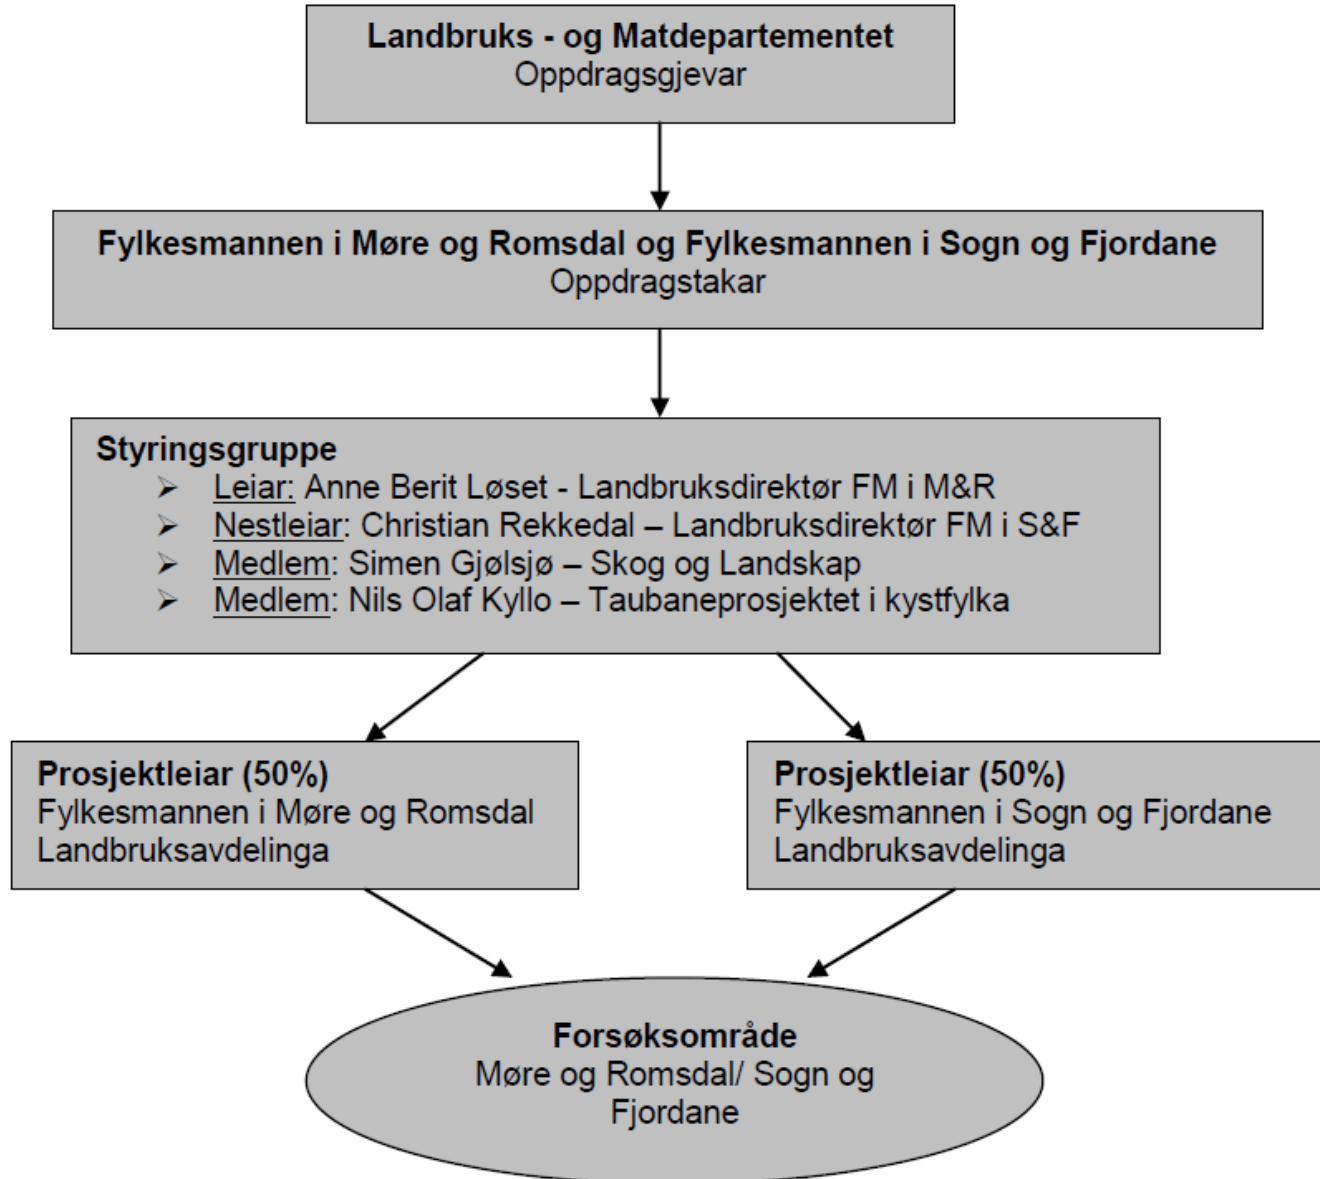 Landbruks - og Matdepartementet
Oppdragsgjevar
Fylkesmannen i Møre og Romsdal og Fylkesmannen i Sogn og Fjordane
Oppdragstakar
Styringsgruppe
➢ Leiar: Anne Berit Løset - Landbruksdirektør FM i M&R
➢ Nestleiar: Christian Rekkedal – Landbruksdirektør FM i S&F
➢ Medlem: Simen Gjølsjø – Skog og Landskap
➢ Medlem: Nils Olaf Kyllo – Taubaneprosjektet i kystfylka
Prosjektleiar (50%)
Fylkesmannen i Møre og Romsdal
Landbruksavdelinga
Prosjektleiar (50%)
Fylkesmannen i Sogn og Fjordane
Landbruksavdelinga
Forsøksområde
Møre og Romsdal/ Sogn og
Fjordane